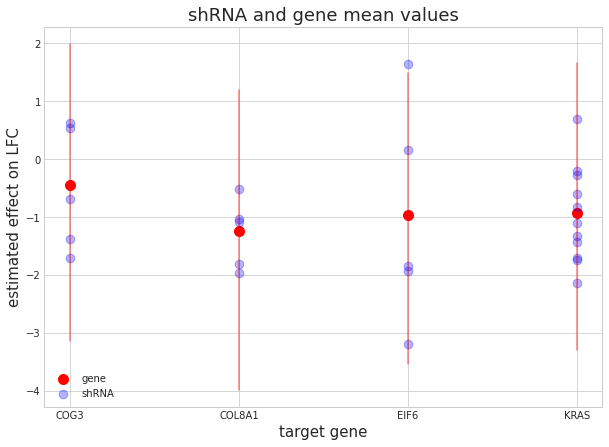 shRNA and gene mean values
estimated effect on LFC
2
1
0
−1
−2
−3
−4
gene
shRNA
COG3 COL8A1 EIF6 KRAS
target gene